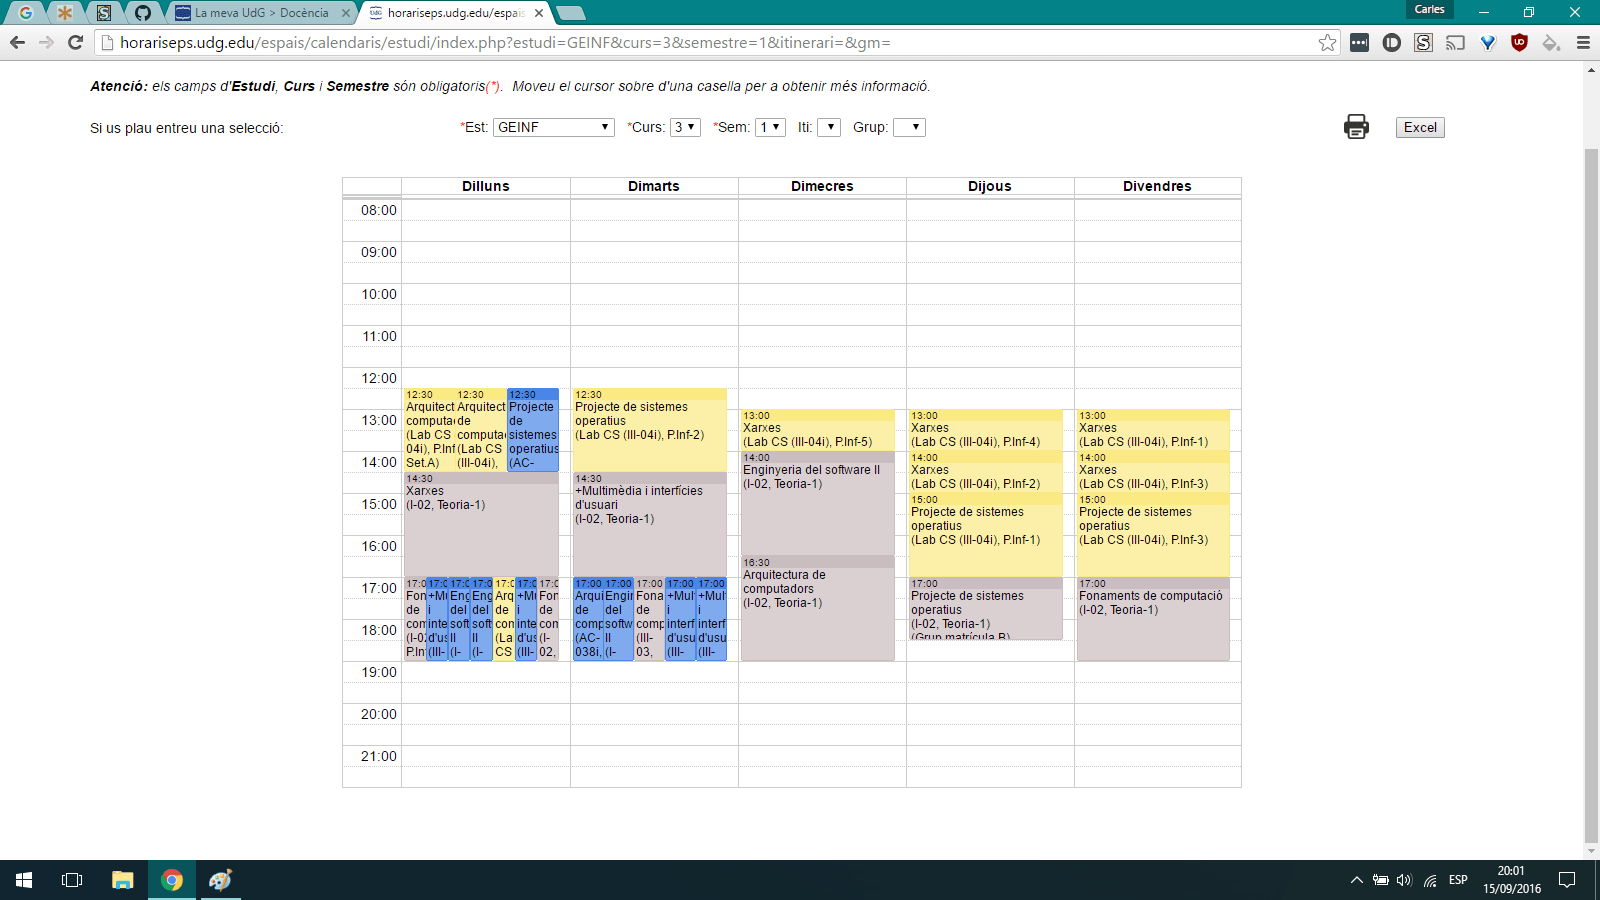 Carles
La meva UdG > Docència
horariseps.udg.edu/espais
horariseps.udg.edu/espais/calendaris/estudi/index.php?estudi=GEINF&curs=3&semestre=1&itinerari=&gm=
Atenció: els camps d'Estudi, Curs i Semestre són obligatoris(*). Moveu el cursor sobre d'una casella per a obtenir més informació.
Si us plau entreu una selecció:
*Est: GEINF *Curs: 3 *Sem: 1 Iti: Grup:
Excel
Dilluns Dimarts Dimecres Dijous Divendres
08:00
09:00
10:00
11:00
12:00
13:00
14:00
15:00
16:00
17:00
18:00
19:00
20:00
21:00
12:30
Arquitect
computa
(Lab CS
04i), P.Inf
Set.A)
12:30
Arquitect
de
computa
(Lab CS
(III-04i),
12:30
Projecte
de
sistemes
operatius
(AC-
14:30
Xarxes
(I-02, Teoria-1)
17:0
Fon
de
com
(I-02
P.Inf
17:0
+Mu
i
inte
d'us
(III-
17:0
Eng
del
soft
II
(I-
17:0
Eng
del
soft
II
(I-
17:0
Arq
de
con
(La
CS
17:0
+Mu
i
inte
d'us
(III-
17:0
Fon
de
com
(I-
02,
12:30
Projecte de sistemes
operatius
(Lab CS (III-04i), P.Inf-2)
14:30
+Multimèdia i interfícies
d'usuari
(I-02, Teoria-1)
17:00
Arqui
de
comp
(AC-
038i,
17:00
Engir
del
softw
II
(I-
17:00
Fona
de
comp
(III-
03,
17:00
+Mul
i
interf
d'usu
(III-
17:00
+Mul
i
interf
d'usu
(III-
13:00
Xarxes
(Lab CS (III-04i), P.Inf-5)
14:00
Enginyeria del software II
(I-02, Teoria-1)
16:30
Arquitectura de
computadors
(I-02, Teoria-1)
13:00
Xarxes
(Lab CS (III-04i), P.Inf-4)
14:00
Xarxes
(Lab CS (III-04i), P.Inf-2)
15:00
Projecte de sistemes
operatius
(Lab CS (III-04i), P.Inf-1)
17:00
Projecte de sistemes
operatius
(I-02, Teoria-1)
(Grup matrícula B)
13:00
Xarxes
(Lab CS (III-04i), P.Inf-1)
14:00
Xarxes
(Lab CS (III-04i), P.Inf-3)
15:00
Projecte de sistemes
operatius
(Lab CS (III-04i), P.Inf-3)
17:00
Fonaments de computació
(I-02, Teoria-1)
ESP
20:01
15/09/2016